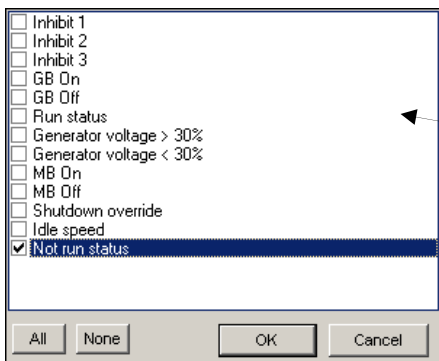 Inhibit 1
Inhibit 2
Inhibit 3
GB On
GB Off
Run status
Generator voltage > 30%
Generator voltage < 30%
MB On
MB Off
Shutdown override
Idle speed
Not run status
All None OK Cancel